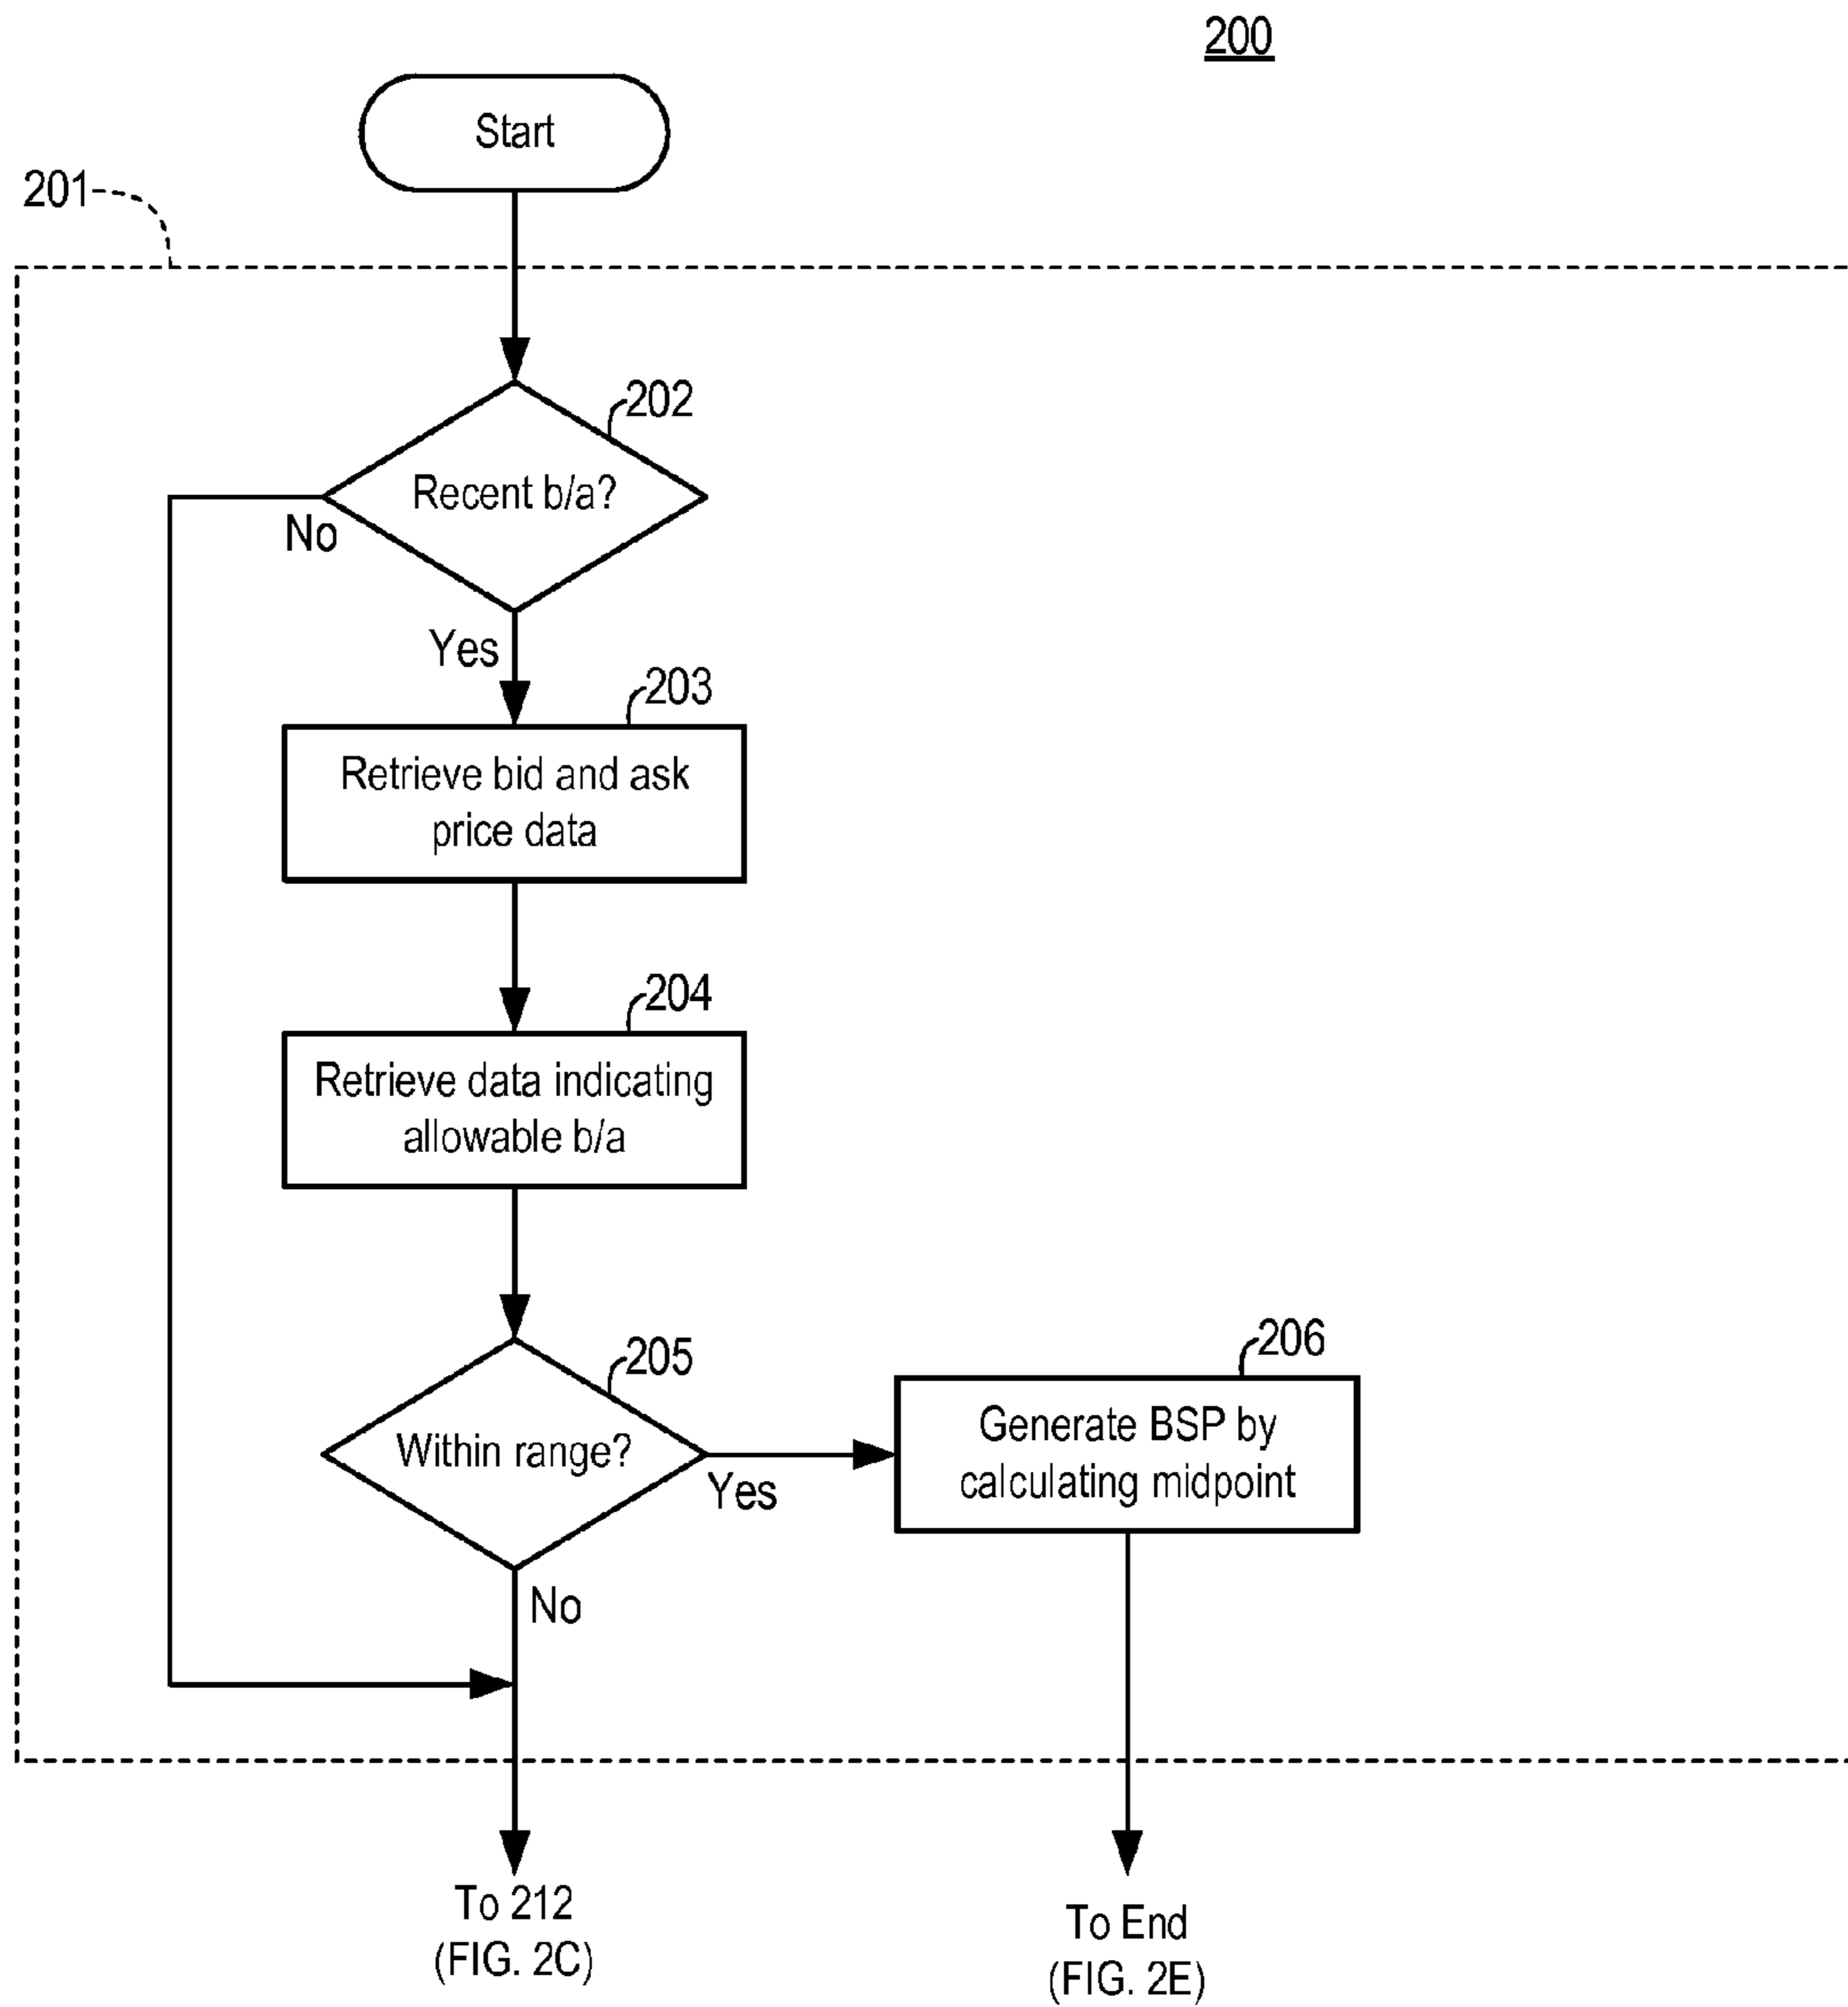 200
Start
201
202
Recent b/a?
No
Yes
203
Retrieve bid and ask
price data
204
Retrieve data indicating
allowable b/a
205
Within range?
Yes
206
Generate BSP by
calculating midpoint
No
To 212
(FIG. 2C)
To End
(FIG. 2E)